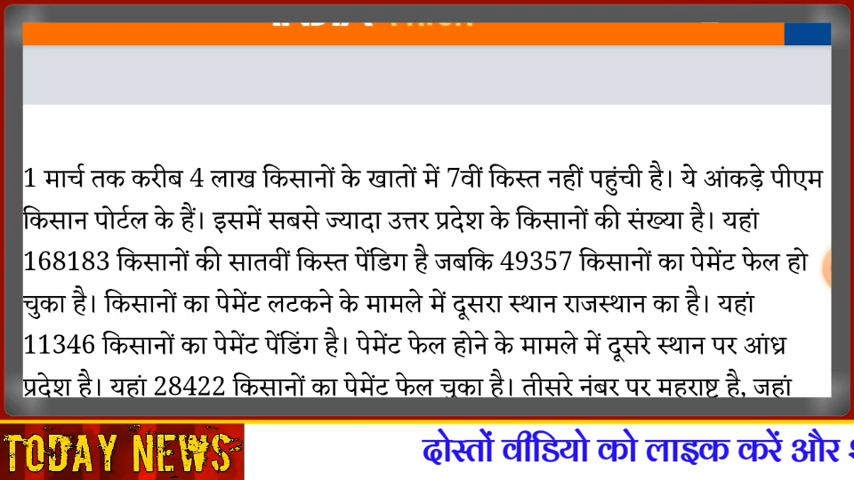 1 मार्च तक करीब 4 लाख किसानों के खातों में 7वीं किस्त नहीं पहुंची है। ये आंकड़े पीएम
किसान पोर्टल के हैं। इसमें सबसे ज्यादा उत्तर प्रदेश के किसानों की संख्या है। यहां
168183 किसानों की सातवीं किस्त पेंडिग है जबकि 49357 किसानों का पेमेंट फेल हो
चुका है। किसानों का पेमेंट लटकने के मामले में दूसरा स्थान राजस्थान का है। यहां
11346 किसानों का पेमेंट पेंडिंग है। पेमेंट फेल होने के मामले में दूसरे स्थान पर आंध्र
प्रदेश है। यहां 28422 किसानों का पेमेंट फेल चुका है। तीसरे नंबर पर महराष्ट है, जहां
TODAY NEWS
दोस्तों वीडियो को लाइक करें और